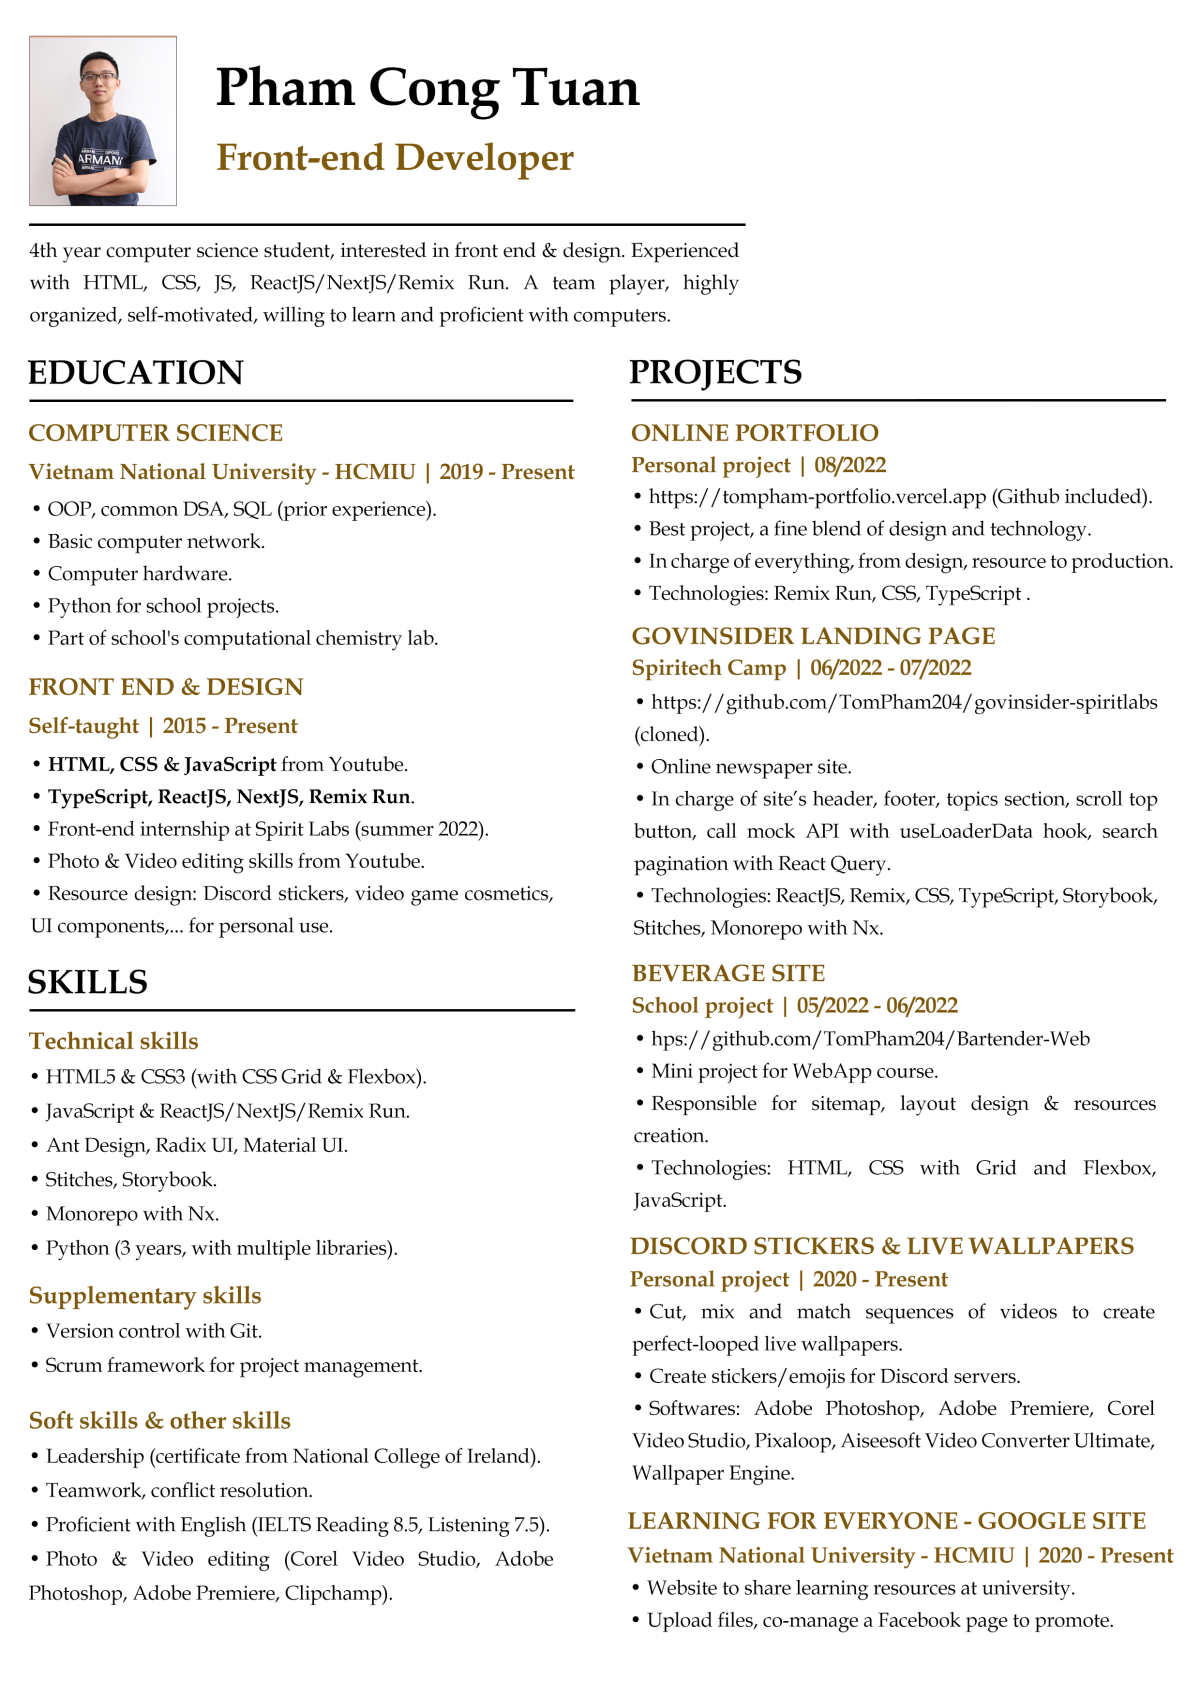 Pham Cong Tuan
Front-end Developer
ARMANI
4th year computer science student, interested in front end & design. Experienced
with HTML, CSS, JS, ReactJS/NextJS/Remix Run. A team player, highly
organized, self-motivated, willing to learn and proficient with computers.
EDUCATION
COMPUTER SCIENCE
Vietnam National University - HCMIU | 2019 - Present
• OOP, common DSA, SQL (prior experience).
• Basic computer network.
• Computer hardware.
• Python for school projects.
• Part of school's computational chemistry lab.
FRONT END & DESIGN
Self-taught | 2015 - Present
• HTML, CSS & JavaScript from Youtube.
• TypeScript, ReactJS, NextJS, Remix Run.
• Front-end internship at Spirit Labs (summer 2022).
• Photo & Video editing skills from Youtube.
• Resource design: Discord stickers, video game cosmetics,
UI components,... for personal use.
SKILLS
Technical skills
• HTML5 & CSS3 (with CSS Grid & Flexbox).
• JavaScript & ReactJS/NextJS/Remix Run.
• Ant Design, Radix UI, Material UI.
• Stitches, Storybook.
• Monorepo with Nx.
• Python (3 years, with multiple libraries).
Supplementary skills
• Version control with Git.
• Scrum framework for project management.
Soft skills & other skills
• Leadership (certificate from National College of Ireland).
• Teamwork, conflict resolution.
• Proficient with English (IELTS Reading 8.5, Listening 7.5).
• Photo & Video editing (Corel Video Studio, Adobe
Photoshop, Adobe Premiere, Clipchamp).
PROJECTS
ONLINE PORTFOLIO
Personal project | 08/2022
• https://tompham-portfolio.vercel.app (Github included).
• Best project, a fine blend of design and technology.
• In charge of everything, from design, resource to production.
• Technologies: Remix Run, CSS, TypeScript .
GOVINSIDER LANDING PAGE
Spiritech Camp | 06/2022 - 07/2022
• https://github.com/TomPham204/govinsider-spiritlabs
(cloned).
• Online newspaper site.
• In charge of site’s header, footer, topics section, scroll top
button, call mock API with useLoaderData hook, search
pagination with React Query.
• Technologies: ReactJS, Remix, CSS, TypeScript, Storybook,
Stitches, Monorepo with Nx.
BEVERAGE SITE
School project | 05/2022 - 06/2022
• hps://github.com/TomPham204/Bartender-Web
• Mini project for WebApp course.
• Responsible for sitemap, layout design & resources
creation.
• Technologies: HTML, CSS with Grid and Flexbox,
JavaScript.
DISCORD STICKERS & LIVE WALLPAPERS
Personal project | 2020 - Present
• Cut, mix and match sequences of videos to create
perfect-looped live wallpapers.
• Create stickers/emojis for Discord servers.
• Softwares: Adobe Photoshop, Adobe Premiere, Corel
Video Studio, Pixaloop, Aiseesoft Video Converter Ultimate,
Wallpaper Engine.
LEARNING FOR EVERYONE - GOOGLE SITE
Vietnam National University - HCMIU | 2020 - Present
• Website to share learning resources at university.
• Upload files, co-manage a Facebook page to promote.